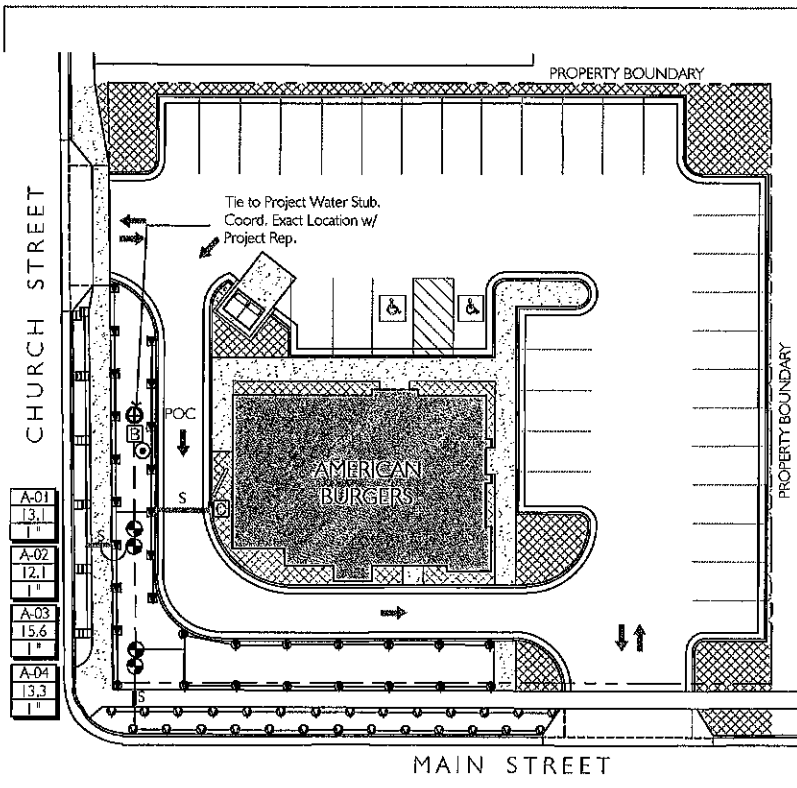 PROPERTY BOUNDARY
Tie to Project Water Stub.
Coord. Exact Location w/
Project Rep.
CHURCH STREET
POC
B
S
C
AMERICAN
BURGERS
PROPERTY BOUNDARY
A-01
13.1
1"
S
A-02
12.1
1"
A-03
15.6
1"
A-04
13.3
1"
S
MAIN STREET